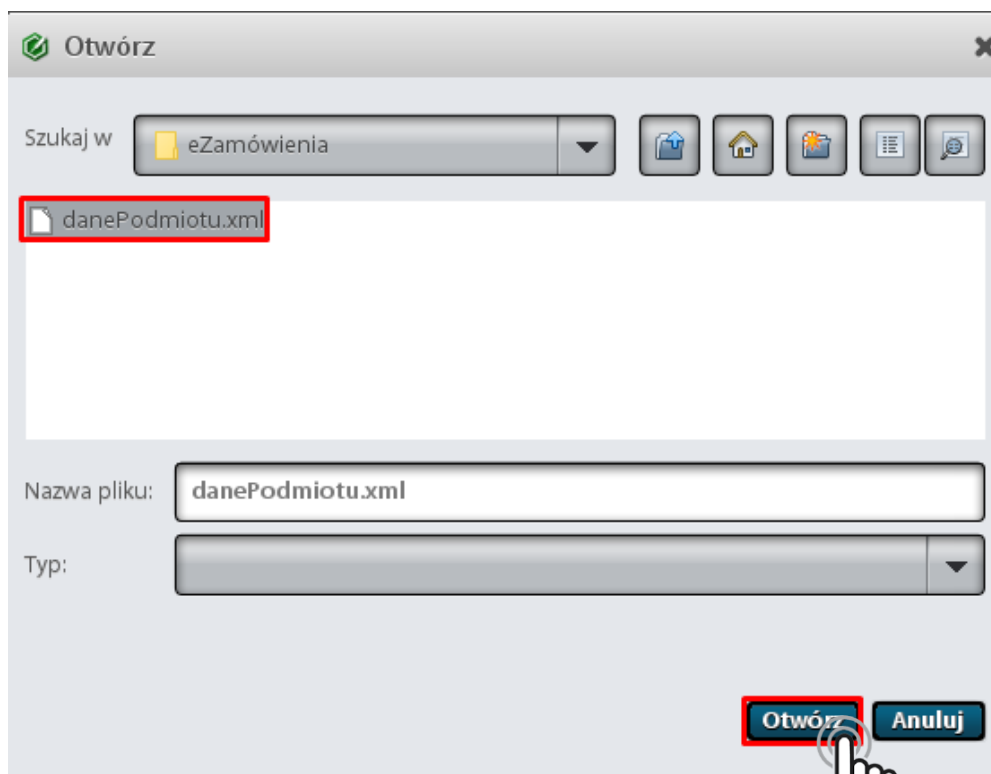 Otwórz
Szukaj w
eZamówienia
danePodmiotu.xml
Nazwa pliku:
danePodmiotu.xml
Typ:
Otwórz
Anuluj